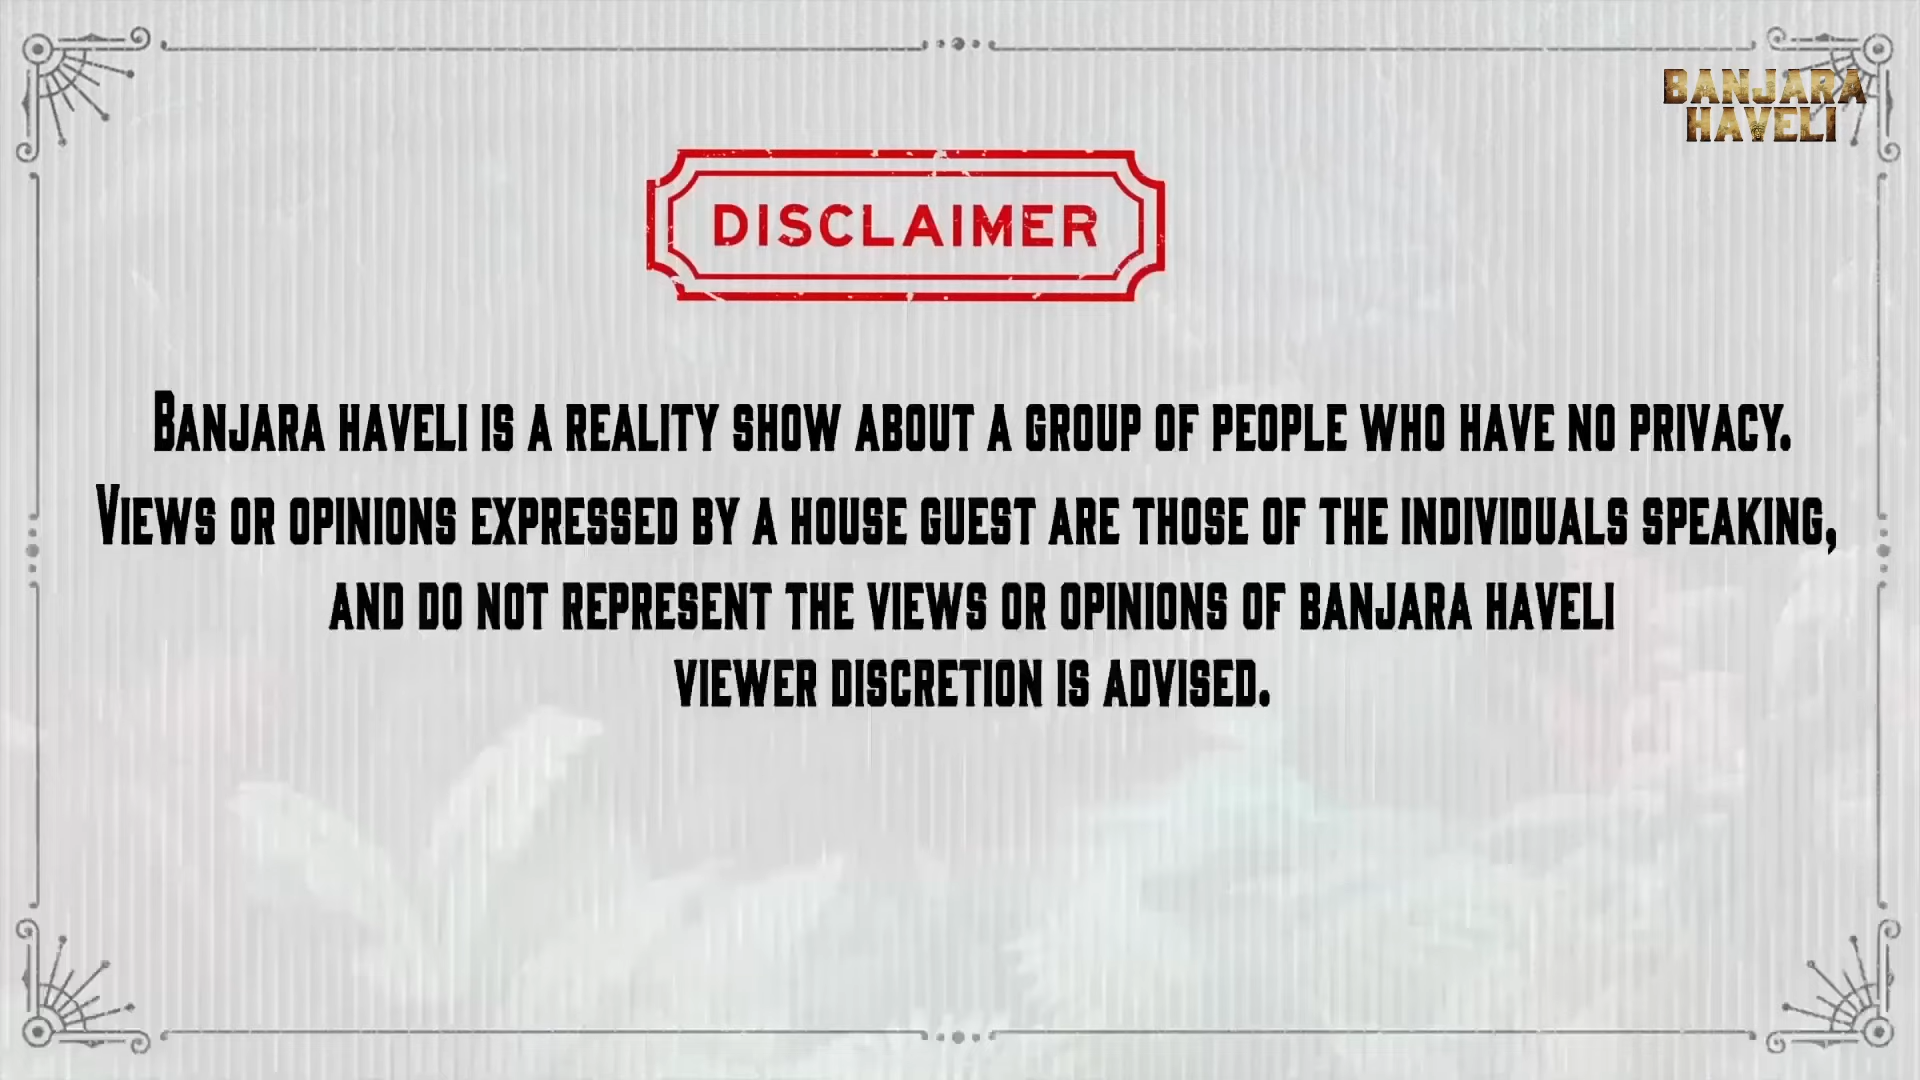 BANJARA
HAVELI
DISCLAIMER
BANJARA HAVELI IS A REALITY SHOW ABOUT A GROUP OF PEOPLE WHO HAVE NO PRIVACY.
VIEWS OR OPINIONS EXPRESSED BY A HOUSE GUEST ARE THOSE OF THE INDIVIDUALS SPEAKING,
AND DO NOT REPRESENT THE VIEWS OR OPINIONS OF BANJARA HAVELI
VIEWER DISCRETION IS ADVISED.